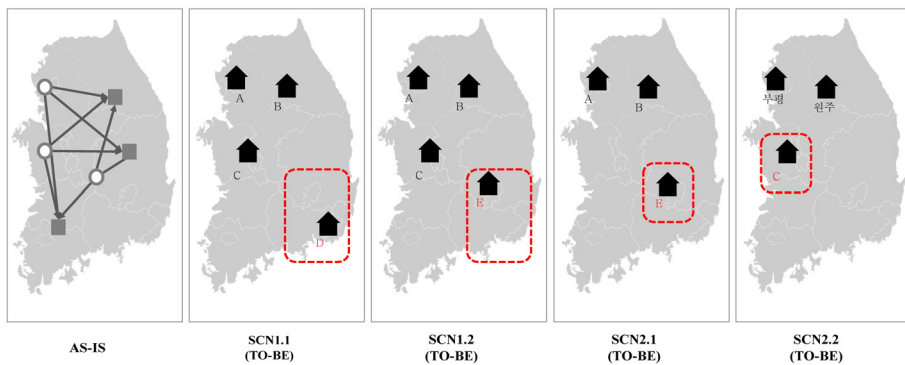 AS-IS
A
B
C
D
SCN1.1
(TO-BE)
A
B
C
E
SCN1.2
(TO-BE)
A
B
E
SCN2.1
(TO-BE)
부평
원주
C
SCN2.2
(TO-BE)